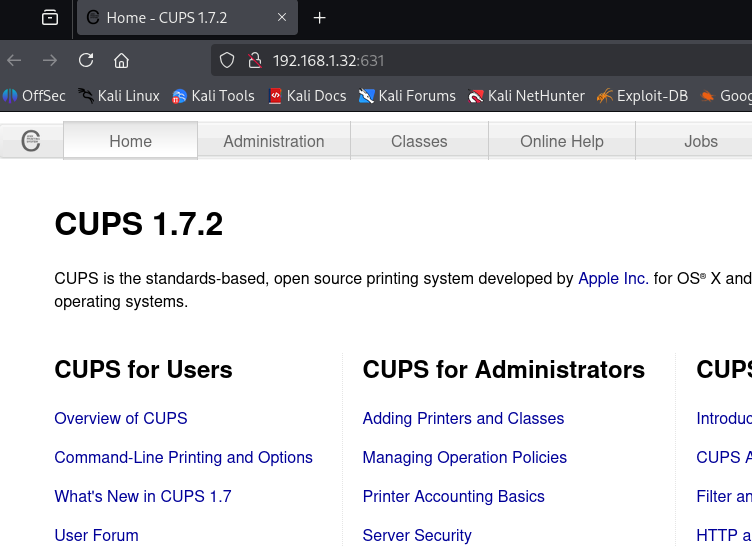 Home - CUPS 1.7.2
192.168.1.32:631
OffSec Kali Linux Kali Tools Kali Docs Kali Forums Kali NetHunter Exploit-DB Goog
Home Administration Classes Online Help Jobs
CUPS 1.7.2
CUPS is the standards-based, open source printing system developed by Apple Inc. for OS® X and
operating systems.
CUPS for Users
Overview of CUPS
Command-Line Printing and Options
What's New in CUPS 1.7
User Forum
CUPS for Administrators
Adding Printers and Classes
Managing Operation Policies
Printer Accounting Basics
Server Security
CUPS
Introduc
CUPS A
Filter an
HTTP a